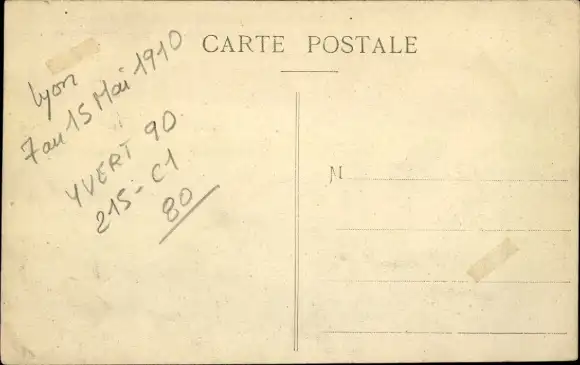 CARTE POSTALE
Lyon
7 au 15 Mai 1910
YVERT 90
215-C1
80
M